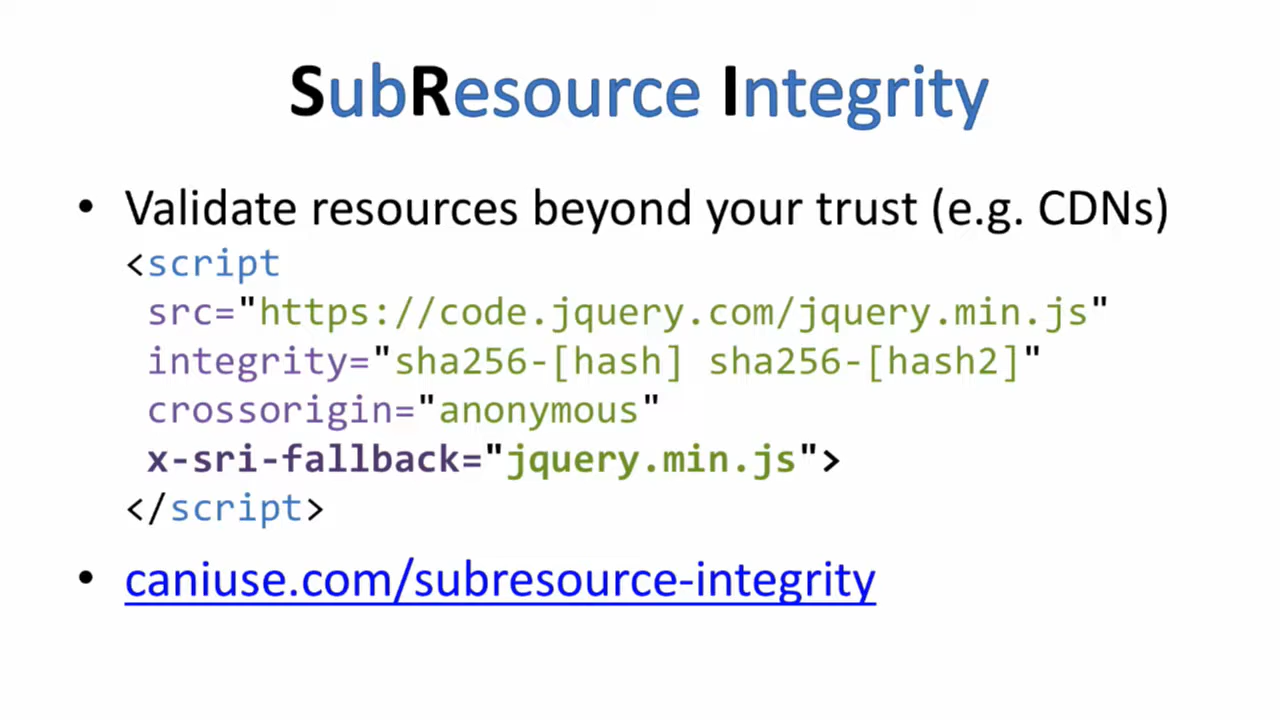 SubResource Integrity
• Validate resources beyond your trust (e.g. CDNs)
<script
src="https://code.jquery.com/jquery.min.js"
integrity="sha256-[hash] sha256-[hash2]"
crossorigin="anonymous"
x-sri-fallback="jquery.min.js">
</script>
• caniuse.com/subresource-integrity